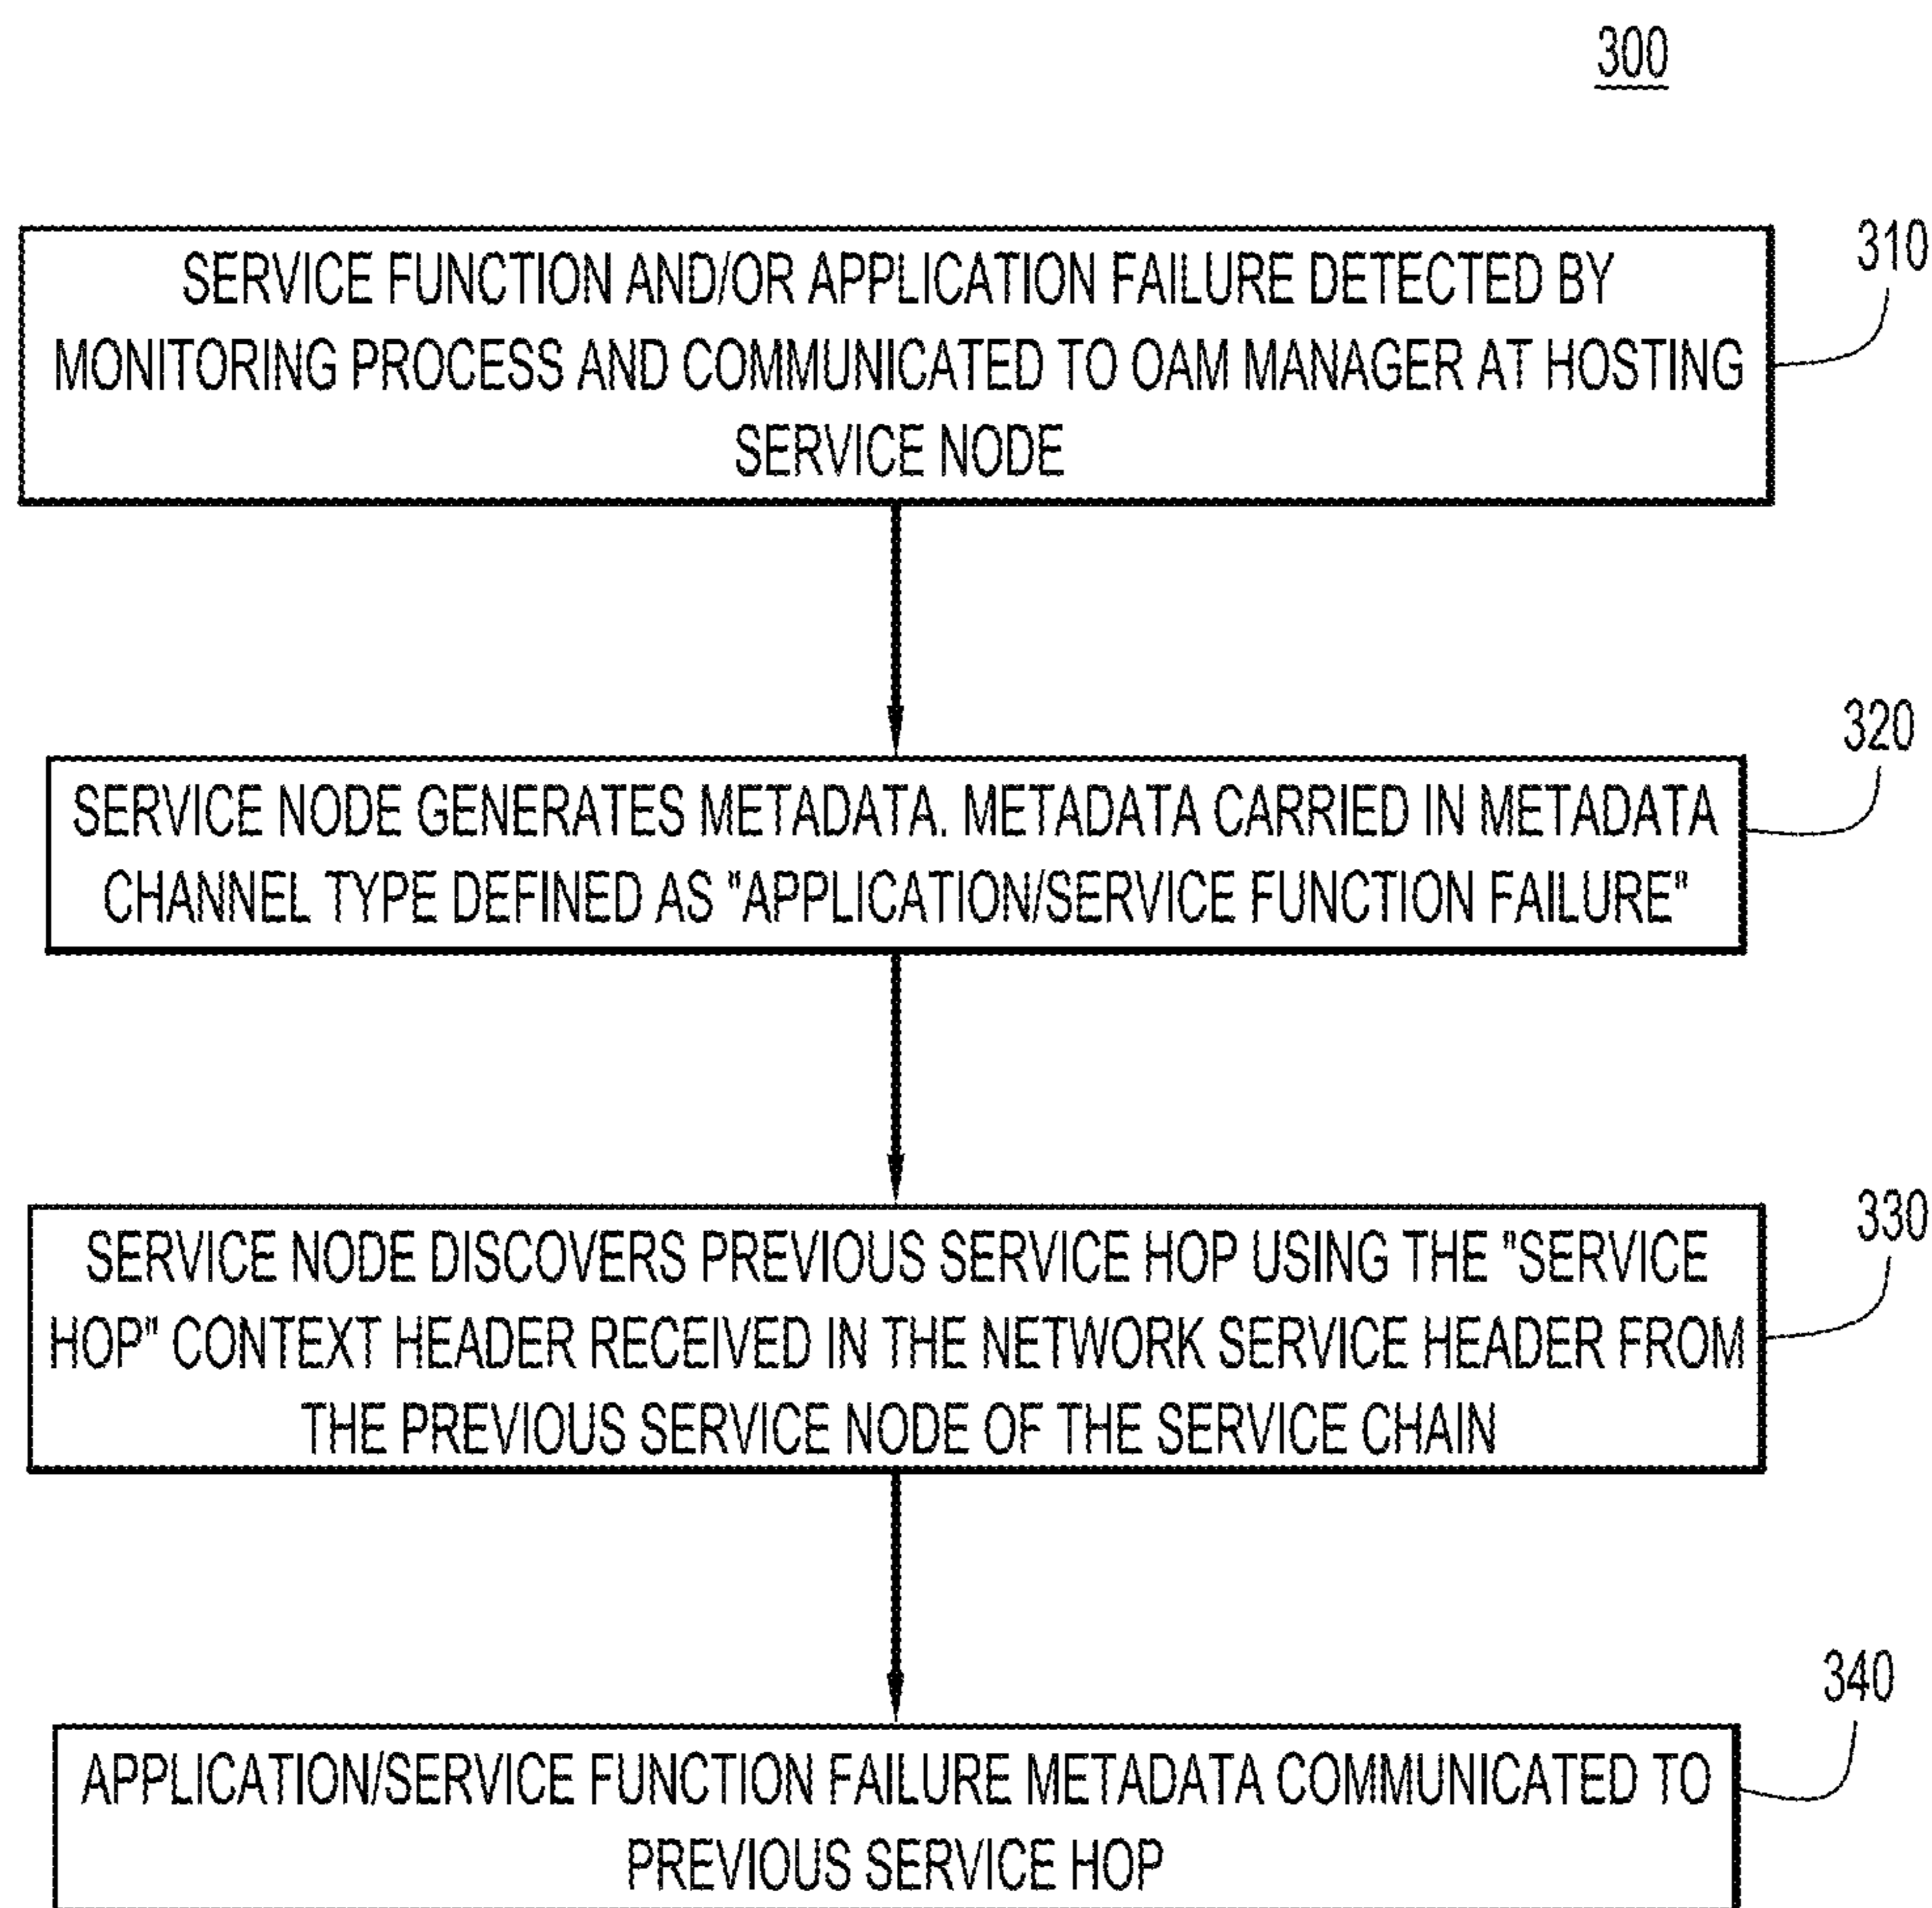 300
SERVICE FUNCTION AND/OR APPLICATION FAILURE DETECTED BY
MONITORING PROCESS AND COMMUNICATED TO OAM MANAGER AT HOSTING
SERVICE NODE
310
SERVICE NODE GENERATES METADATA. METADATA CARRIED IN METADATA
CHANNEL TYPE DEFINED AS "APPLICATION/SERVICE FUNCTION FAILURE"
320
SERVICE NODE DISCOVERS PREVIOUS SERVICE HOP USING THE "SERVICE
HOP" CONTEXT HEADER RECEIVED IN THE NETWORK SERVICE HEADER FROM
THE PREVIOUS SERVICE NODE OF THE SERVICE CHAIN
330
APPLICATION/SERVICE FUNCTION FAILURE METADATA COMMUNICATED TO
PREVIOUS SERVICE HOP
340